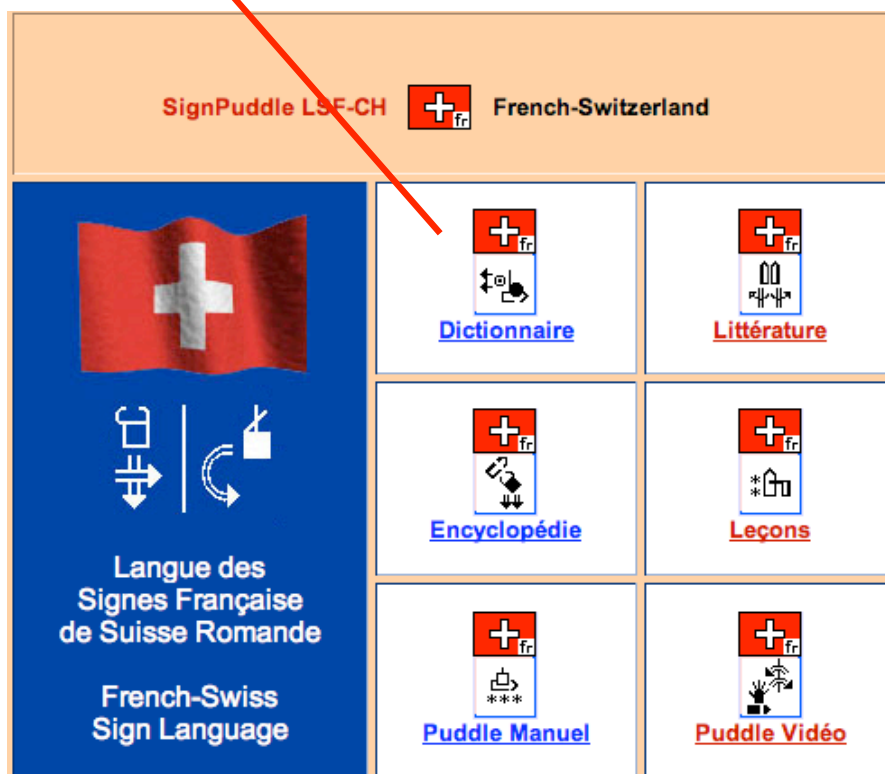 SignPuddle LSF-CH fr French-Switzerland
fr
Dictionnaire
fr
Littérature
fr
Encyclopédie
fr
Leçons
Langue des
Signes Française
de Suisse Romande
French-Swiss
Sign Language
fr
Puddle Manuel
fr
Puddle Vidéo